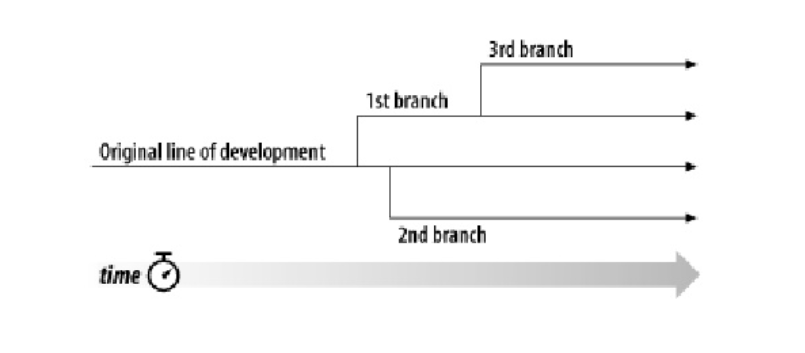 3rd branch
1st branch
Original line of development
2nd branch
time